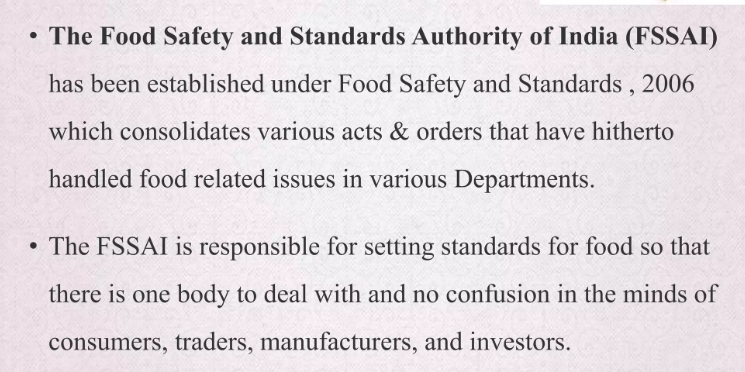 • The Food Safety and Standards Authority of India (FSSAI)
has been established under Food Safety and Standards , 2006
which consolidates various acts & orders that have hitherto
handled food related issues in various Departments.
• The FSSAI is responsible for setting standards for food so that
there is one body to deal with and no confusion in the minds of
consumers, traders, manufacturers, and investors.